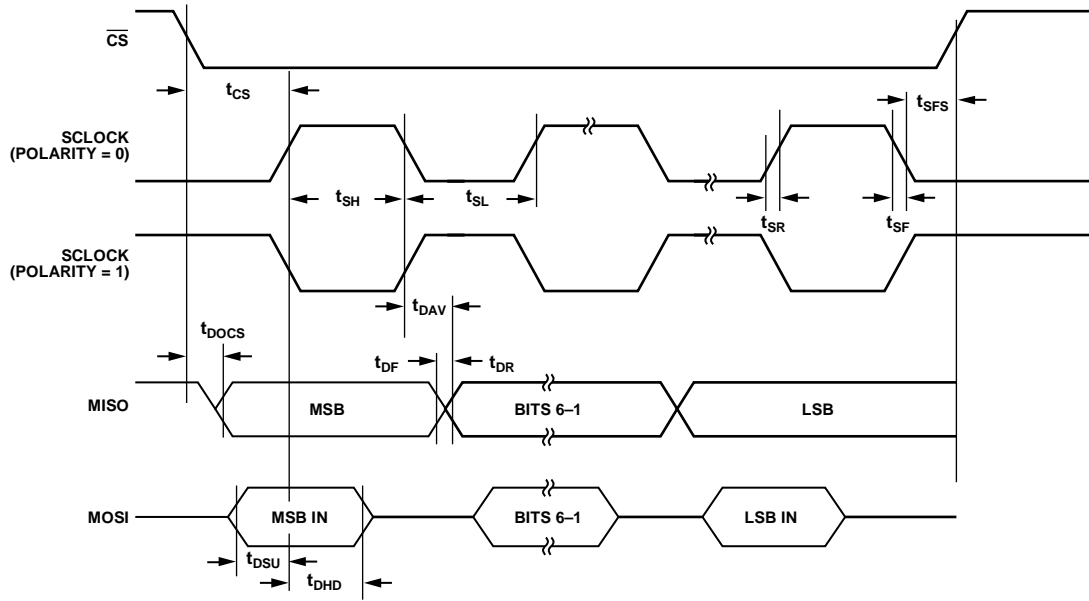 CS
tCS
tSFS
SCLOCK
(POLARITY = 0)
tSH
tSL
tSR
tSF
SCLOCK
(POLARITY = 1)
tDAV
tDOCS
tDF
tDR
MISO
MSB
BITS 6–1
LSB
MOSI
MSB IN
BITS 6–1
LSB IN
tDSU
tDHD